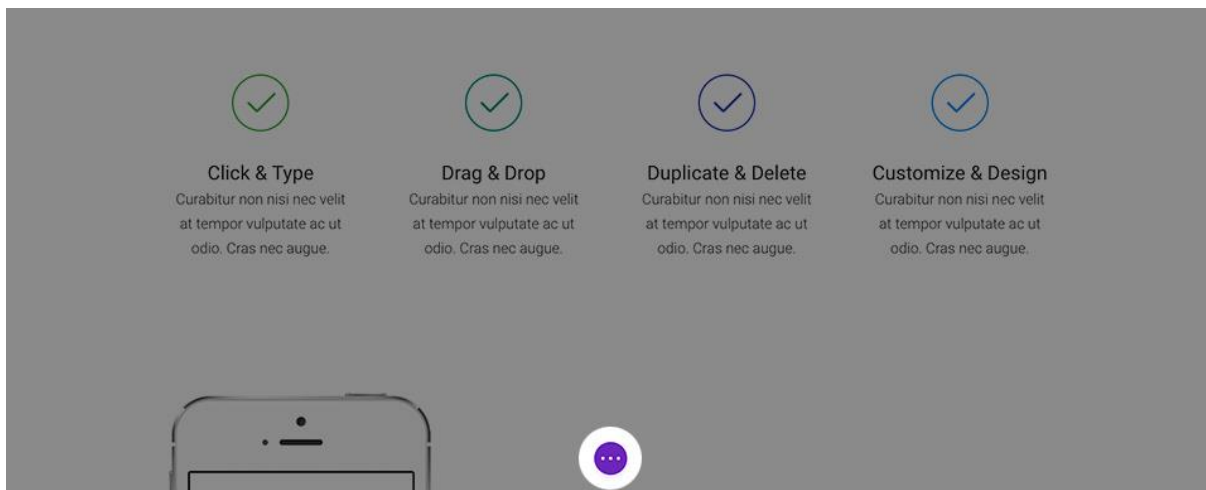 Click & Type
Curabitur non nisi nec velit
at tempor vulputate ac ut
odio. Cras nec augue.
Drag & Drop
Curabitur non nisi nec velit
at tempor vulputate ac ut
odio. Cras nec augue.
Duplicate & Delete
Curabitur non nisi nec velit
at tempor vulputate ac ut
odio. Cras nec augue.
Customize & Design
Curabitur non nisi nec velit
at tempor vulputate ac ut
odio. Cras nec augue.